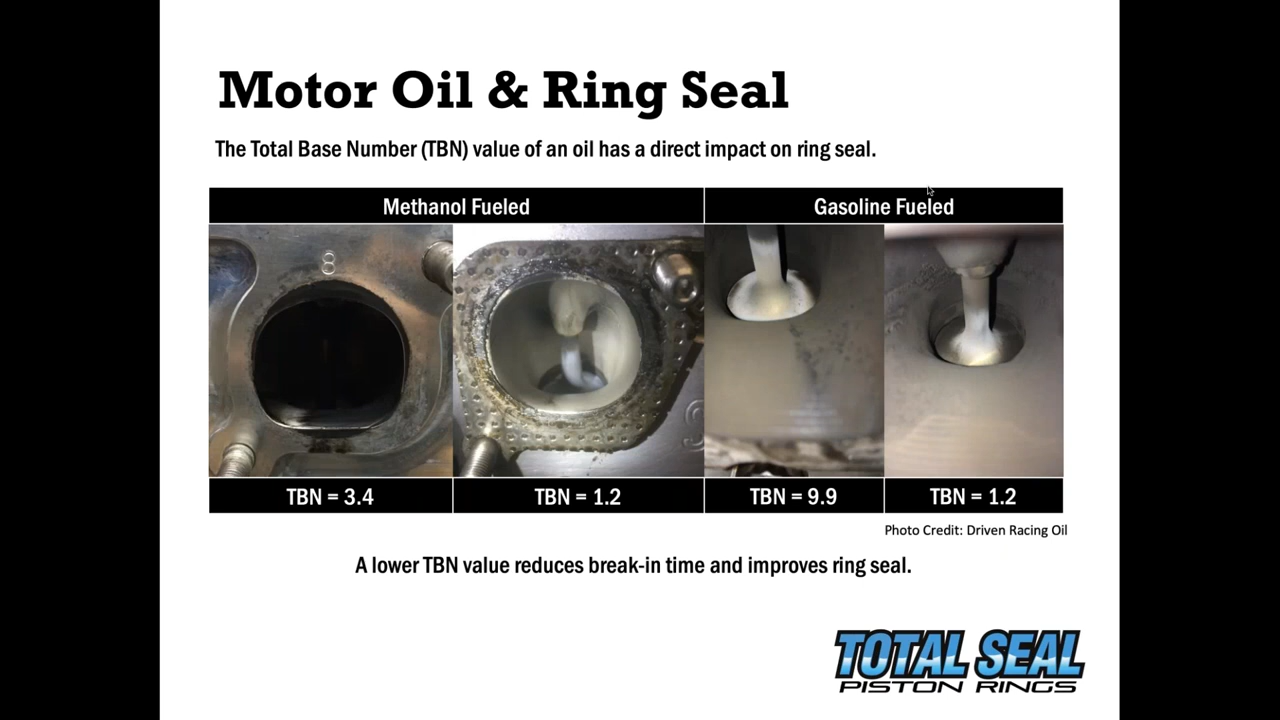 Motor Oil & Ring Seal
The Total Base Number (TBN) value of an oil has a direct impact on ring seal.
Methanol Fueled
Gasoline Fueled
8
TBN = 3.4
TBN = 1.2
TBN = 9.9
TBN = 1.2
Photo Credit: Driven Racing Oil
A lower TBN value reduces break-in time and improves ring seal.
TOTAL SEAL
PISTON RINGS